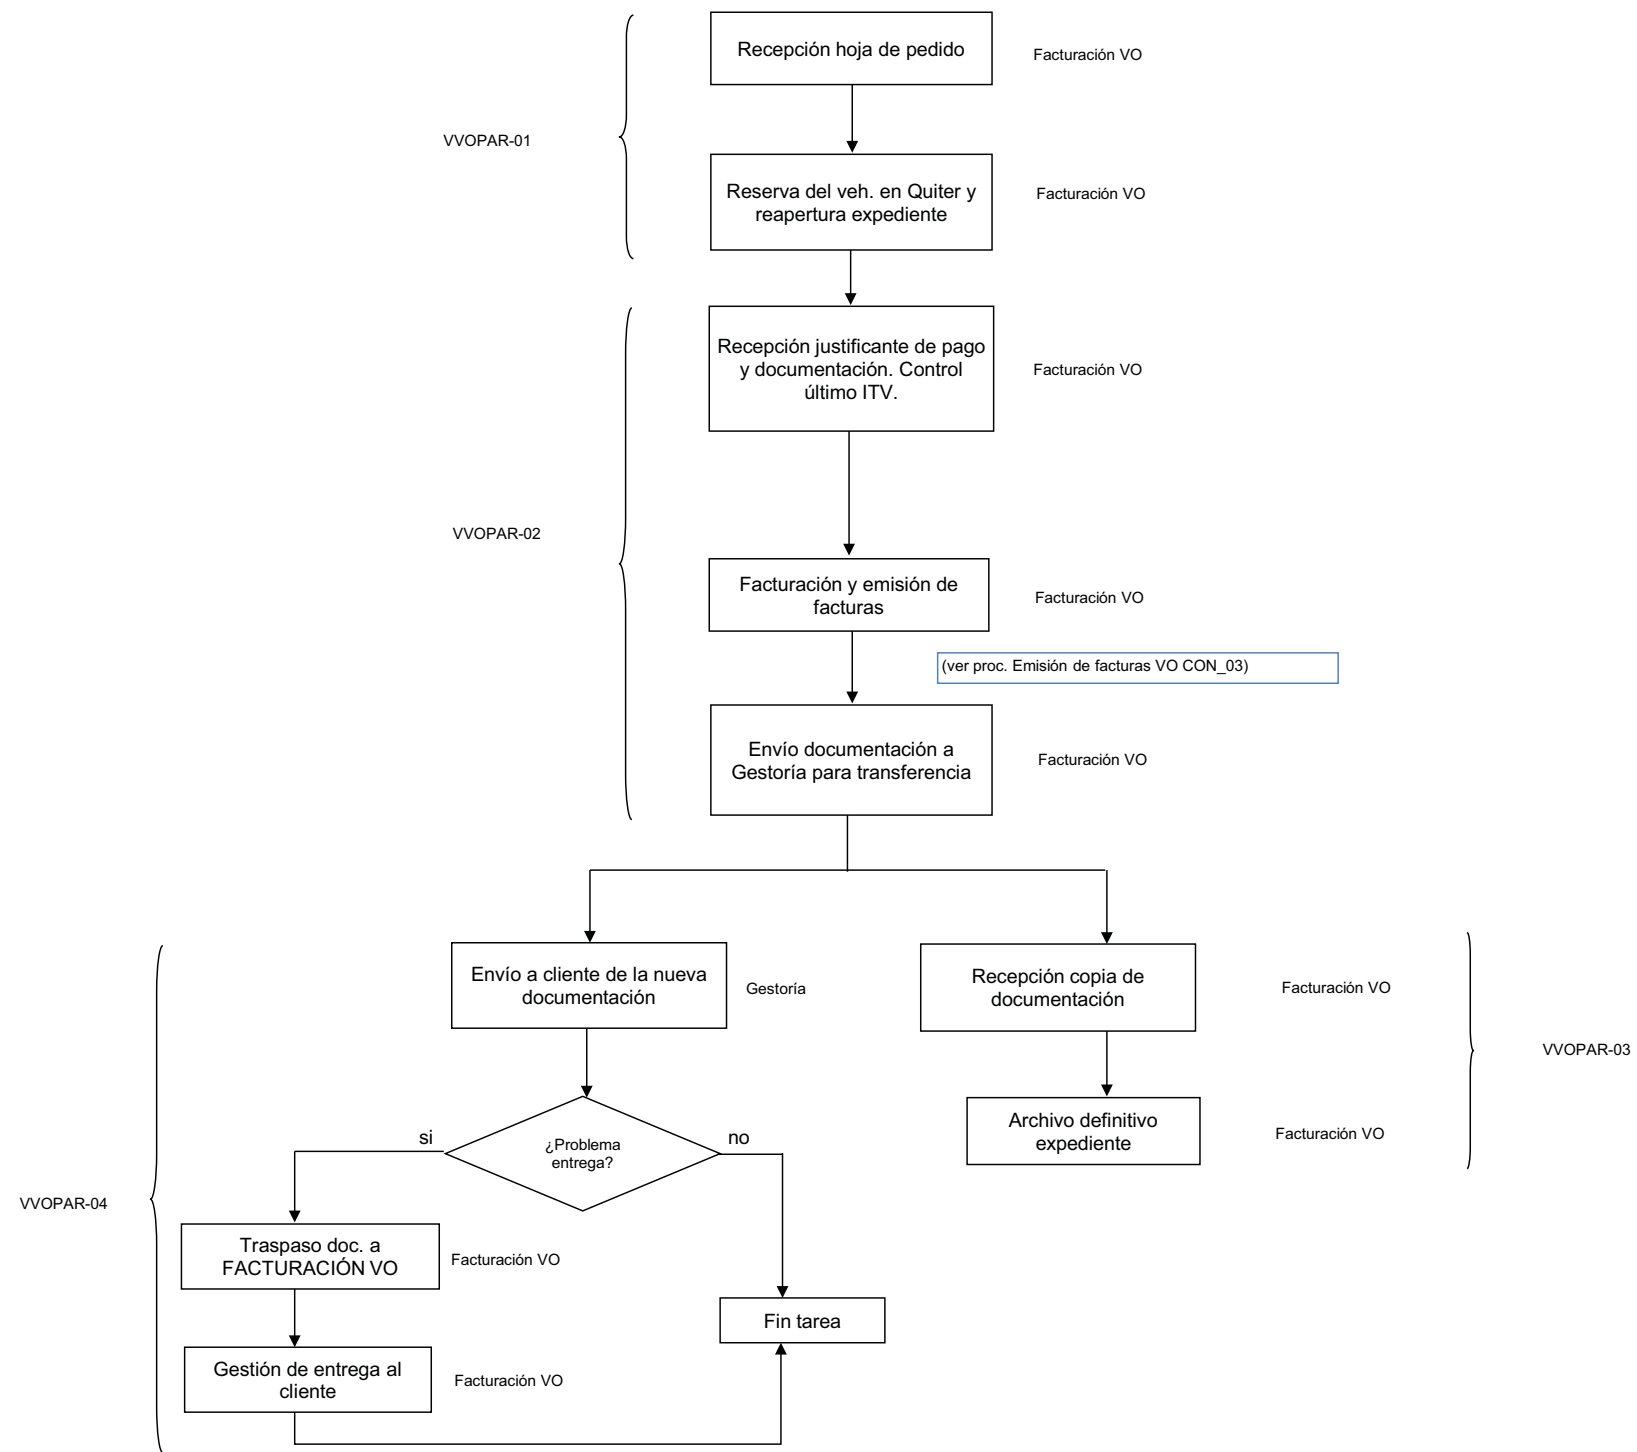 Recepción hoja de pedido
Facturación VO
VVOPAR-01
Reserva del veh. en Quiter y
reapertura expediente
Facturación VO
Recepción justificante de pago
y documentación. Control
último ITV.
Facturación VO
VVOPAR-02
Facturación y emisión de
facturas
Facturación VO
(ver proc. Emisión de facturas VO CON_03)
Envío documentación a
Gestoría para transferencia
Facturación VO
Envío a cliente de la nueva
documentación
Gestoría
Recepción copia de
documentación
Facturación VO
VVOPAR-03
Archivo definitivo
expediente
Facturación VO
si
¿Problema
entrega?
no
VVOPAR-04
Traspaso doc. a
FACTURACIÓN VO
Facturación VO
Fin tarea
Gestión de entrega al
cliente
Facturación VO